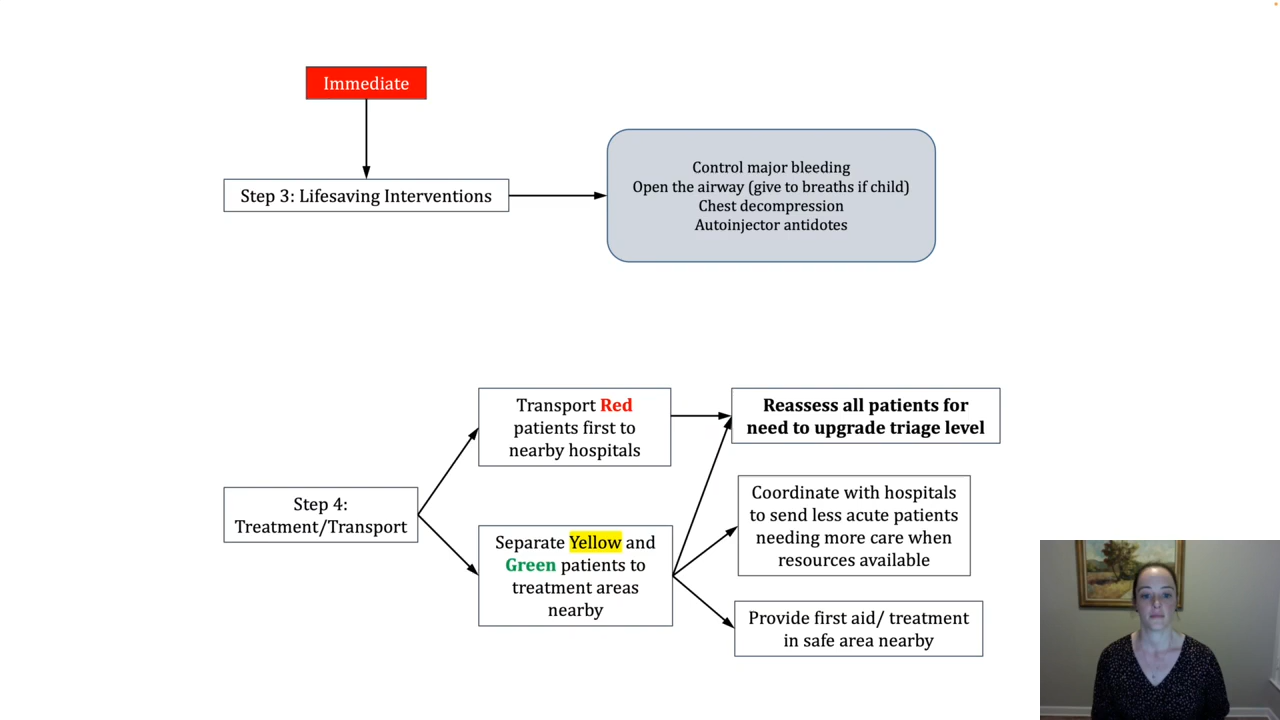 Immediate
Step 3: Lifesaving Interventions
Control major bleeding
Open the airway (give to breaths if child)
Chest decompression
Autoinjector antidotes
Step 4:
Treatment/Transport
Transport Red
patients first to
nearby hospitals
Separate Yellow and
Green patients to
treatment areas
nearby
Reassess all patients for
need to upgrade triage level
Coordinate with hospitals
to send less acute patients
needing more care when
resources available
Provide first aid/ treatment
in safe area nearby